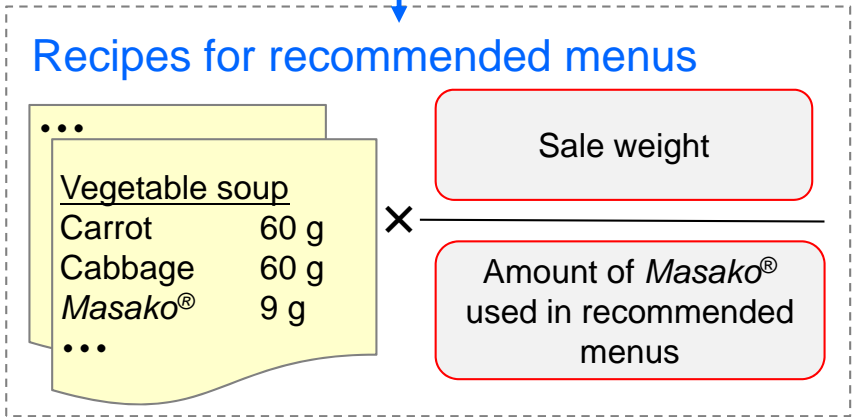 Recipes for recommended menus
•••
Vegetable soup
Carrot 60 g
Cabbage 60 g
Masako® 9 g
•••
×
Sale weight
Amount of Masako®
used in recommended
menus